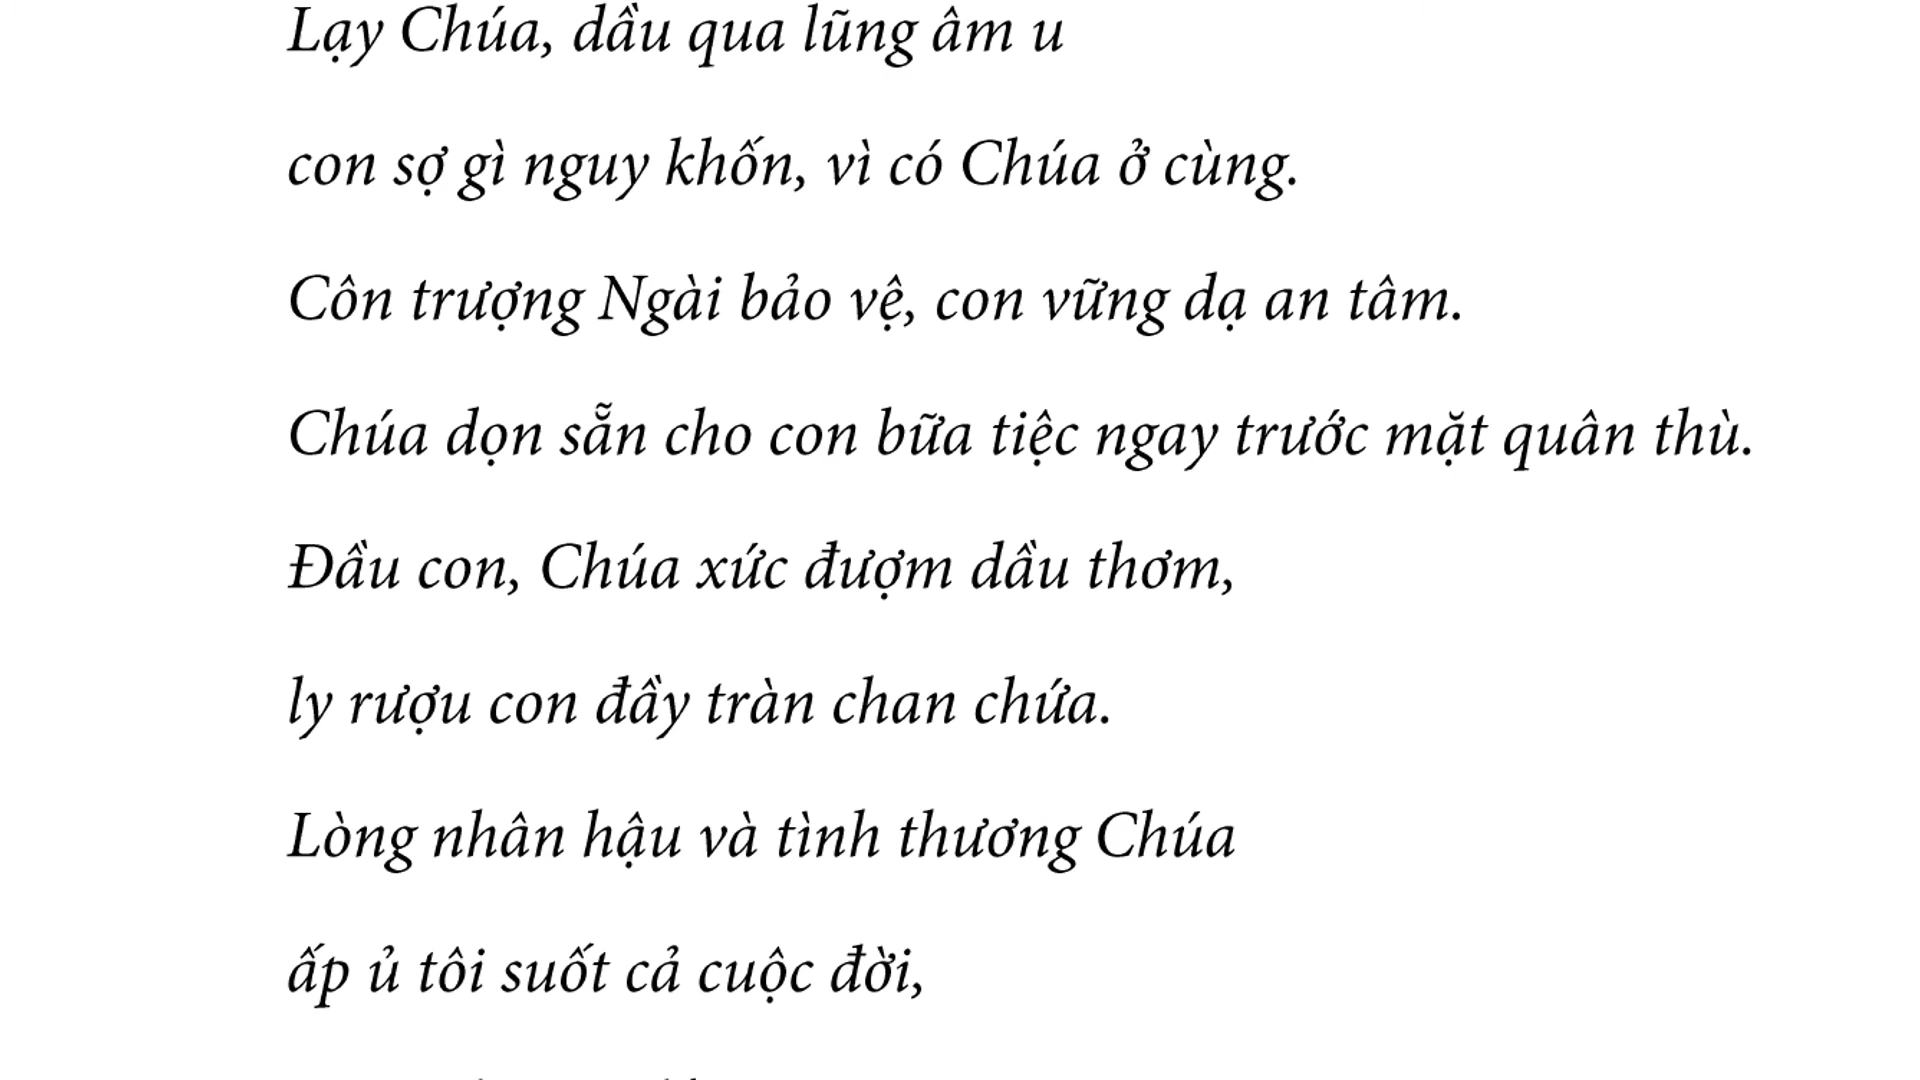 Lạy Chúa, dầu qua lũng âm u
con sợ gì nguy khốn, vì có Chúa ở cùng.
Côn trượng Ngài bảo vệ, con vững dạ an tâm.
Chúa dọn sẵn cho con bữa tiệc ngay trước mặt quân thù.
Đầu con, Chúa xức đượm dầu thơm,
ly rượu con đầy tràn chan chứa.
Lòng nhân hậu và tình thương Chúa
ấp ủ tôi suốt cả cuộc đời,